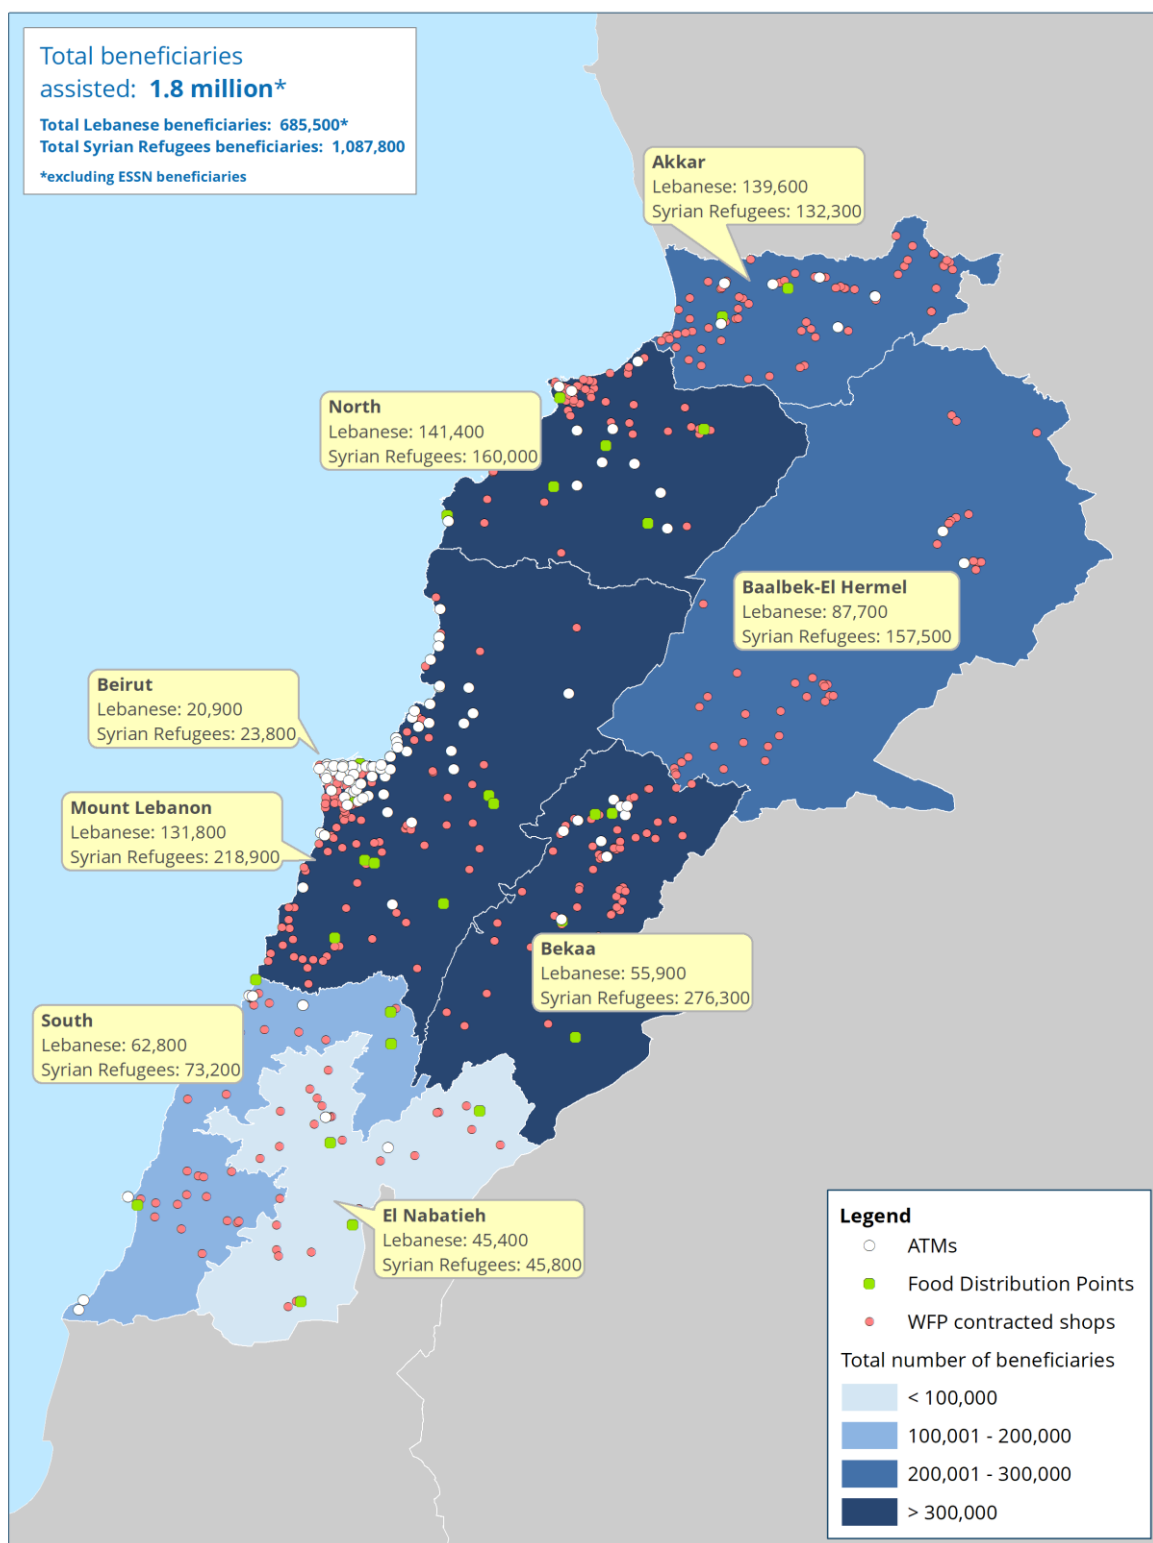 Total beneficiaries
assisted: 1.8 million*
Total Lebanese beneficiaries: 685,500*
Total Syrian Refugees beneficiaries: 1,087,800
*excluding ESSN beneficiaries
Akkar
Lebanese: 139,600
Syrian Refugees: 132,300
North
Lebanese: 141,400
Syrian Refugees: 160,000
Baalbek-El Hermel
Lebanese: 87,700
Syrian Refugees: 157,500
Beirut
Lebanese: 20,900
Syrian Refugees: 23,800
Mount Lebanon
Lebanese: 131,800
Syrian Refugees: 218,900
Bekaa
Lebanese: 55,900
Syrian Refugees: 276,300
South
Lebanese: 62,800
Syrian Refugees: 73,200
El Nabatieh
Lebanese: 45,400
Syrian Refugees: 45,800
Legend
ATMs
Food Distribution Points
WFP contracted shops
Total number of beneficiaries
< 100,000
100,001 - 200,000
200,001 - 300,000
> 300,000